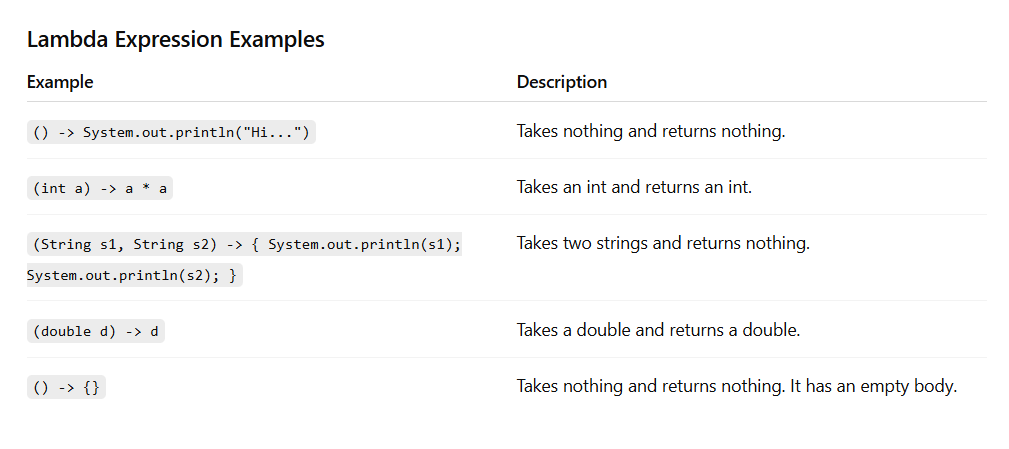 Lambda Expression Examples
Example Description
() -> System.out.println("Hi...") Takes nothing and returns nothing.
(int a) -> a * a Takes an int and returns an int.
(String s1, String s2) -> { System.out.println(s1); Takes two strings and returns nothing.
System.out.println(s2); }
(double d) -> d Takes a double and returns a double.
() -> {} Takes nothing and returns nothing. It has an empty body.